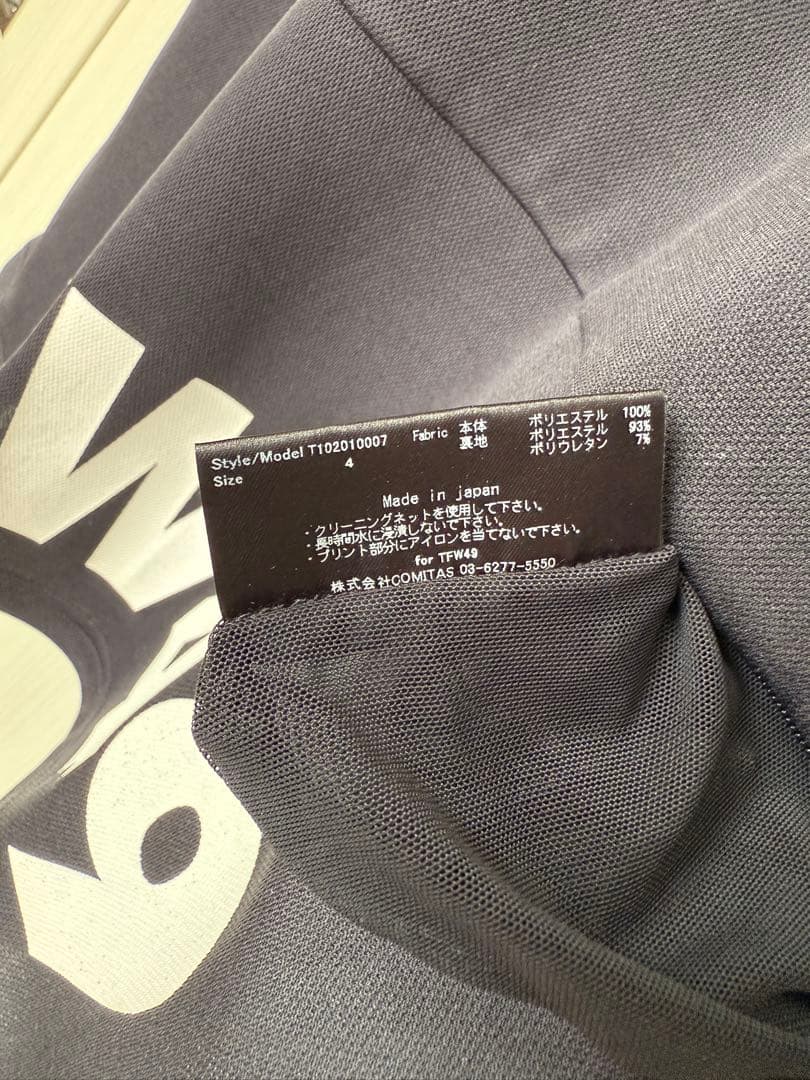 Style/Model T102010007 Fabric 本体 ポリエステル 100%
裏地 ポリエステル 93%
ポリウレタン 7%
Size 4
Made in japan
・クリーニングネットを使用して下さい。
・長時間水に浸漬しないで下さい。
・プリント部分にアイロンを当てないで下さい。
for TFW49
株式会社COMITAS 03-6277-5550
W